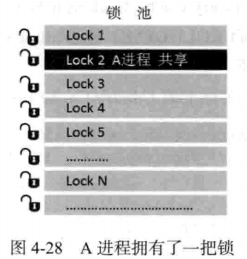 锁 池
Lock 1
Lock 2 A进程 共享
Lock 3
Lock 4
Lock 5
............
Lock N
....................................
图 4-28 A 进程拥有了一把锁